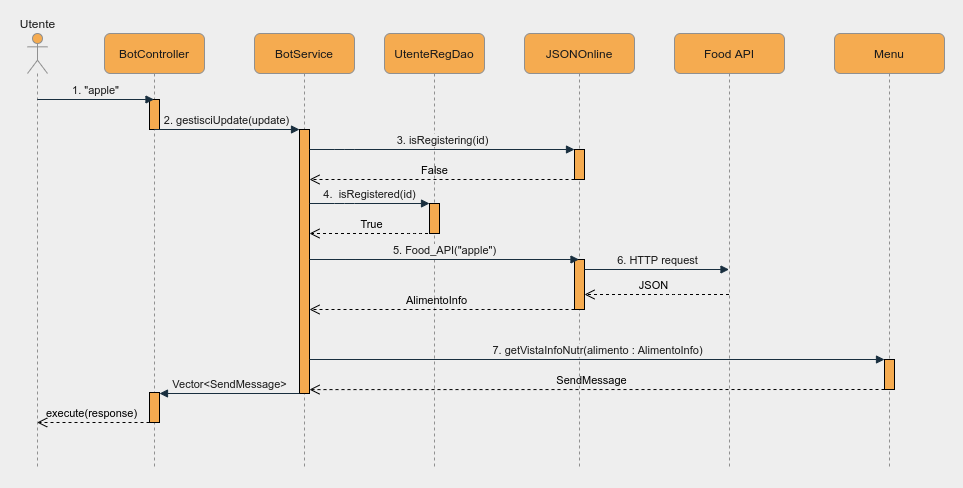 Utente
BotController
BotService
UtenteRegDao
JSONOnline
Food API
Menu
1. "apple"
2. gestisciUpdate(update)
3. isRegistering(id)
False
4. isRegistered(id)
True
5. Food_API("apple")
6. HTTP request
JSON
AlimentoInfo
7. getVistaInfoNutr(alimento : AlimentoInfo)
SendMessage
Vector<SendMessage>
execute(response)